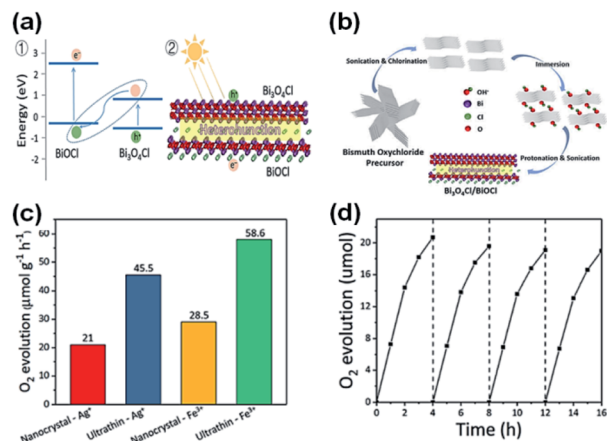 (a)
①
②
Energy (eV)
3
2
1
0
-1
-2
e⁻
h⁺
BiOCl
Bi₃O₄Cl
h⁺
Bi₃O₄Cl
Heterojunction
BiOCl
e⁻
(b)
Sonication & Chlorination
Immersion
OH⁻
Bi
Cl
O
Bismuth Oxychloride
Precursor
Protonation & Sonication
Heterojunction
Bi₃O₄Cl/BiOCl
(c)
O₂ evolution (μmol g⁻¹ h⁻¹)
60
50
40
30
20
10
0
21
45.5
28.5
58.6
Nanocrystal - Ag⁺
Ultrathin - Ag⁺
Nanocrystal - Fe³⁺
Ultrathin - Fe³⁺
(d)
O₂ evolution (umol)
20
16
12
8
4
0
0 2 4 6 8 10 12 14 16
Time (h)